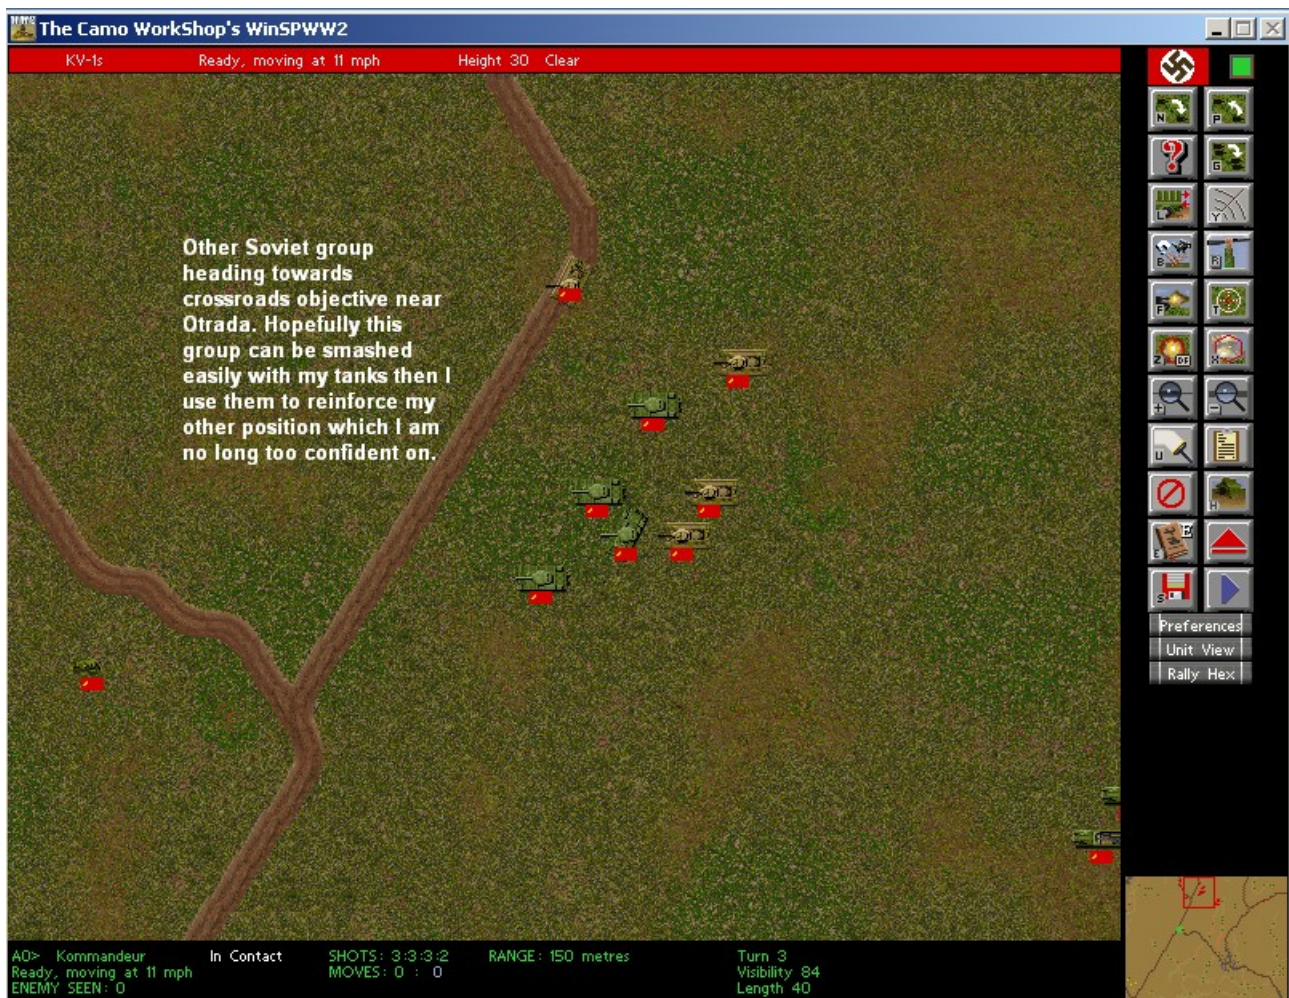 The Camo WorkShop's WinSPWW2
KV-1s Ready, moving at 11 mph Height 30 Clear
Other Soviet group
heading towards
crossroads objective near
Otrada. Hopefully this
group can be smashed
easily with my tanks then I
use them to reinforce my
other position which I am
no long too confident on.
N P
G
L Y
B R
F T
Z DF X
+ -
U
H
E E
S
Preferences
Unit View
Rally Hex
A0> Kommandeur In Contact SHOTS: 3:3:3:2 RANGE: 150 metres Turn 3
Ready, moving at 11 mph MOVES: 0 : 0 Visibility 84
ENEMY SEEN: 0 Length 40